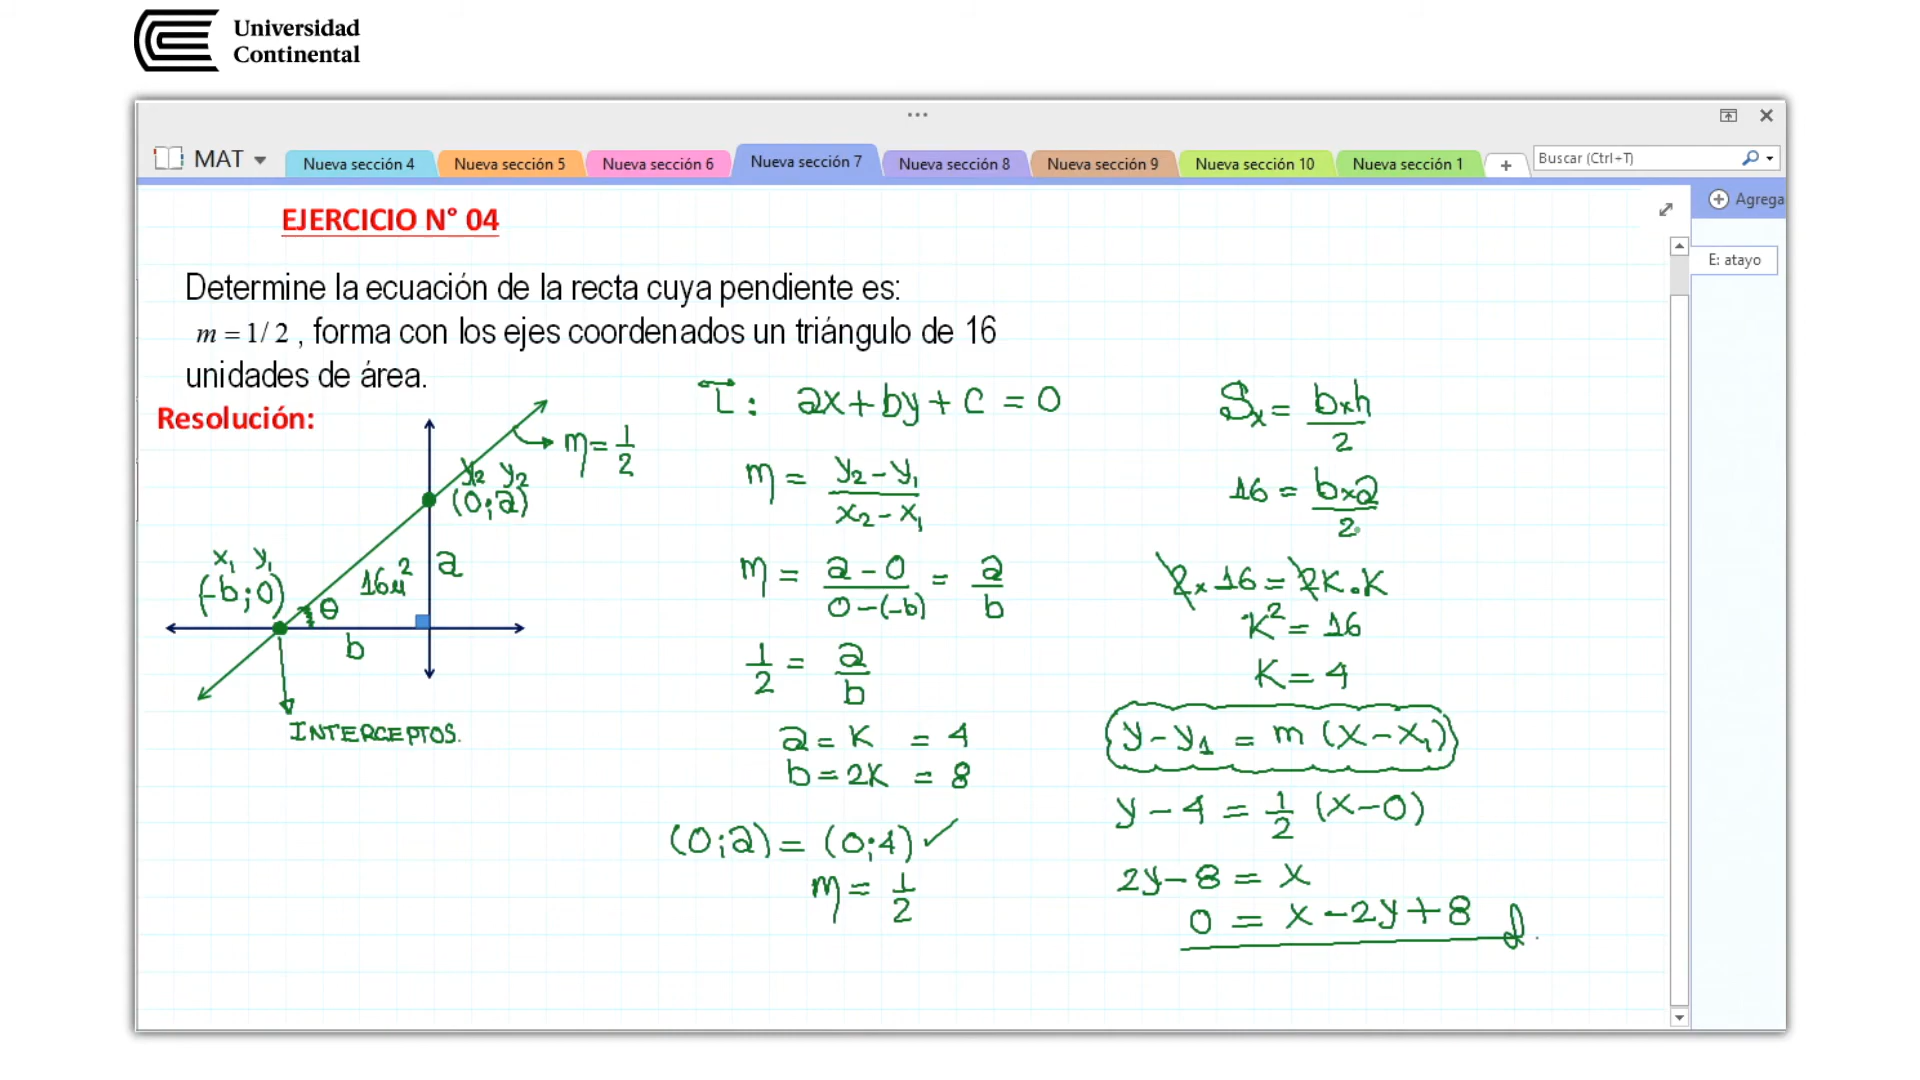 Universidad
Continental
MAT
Nueva sección 4
Nueva sección 5
Nueva sección 6
Nueva sección 7
Nueva sección 8
Nueva sección 9
Nueva sección 10
Nueva sección 1
Buscar (Ctrl+T)
Agrega
E: atayo
EJERCICIO N° 04
Determine la ecuación de la recta cuya pendiente es:
m = 1/2 , forma con los ejes coordenados un triángulo de 16
unidades de área.
Resolución:
m = 1/2
x2 y2
(0;a)
x1 y1
(-b;0)
16u²
a
θ
b
INTERCEPTOS.
L: ax+by+c = 0
m = (y2 - y1)/(x2 - x1)
m = (a - 0)/(0-(-b)) = a/b
1/2 = a/b
a = K = 4
b = 2K = 8
(0;a) = (0;4) ✓
m = 1/2
Sx = bxh/2
16 = bxa/2
2x16 = 2K.K
K² = 16
K = 4
y-y1 = m (x-x1)
y - 4 = 1/2 (x-0)
2y-8 = x
0 = x-2y+8